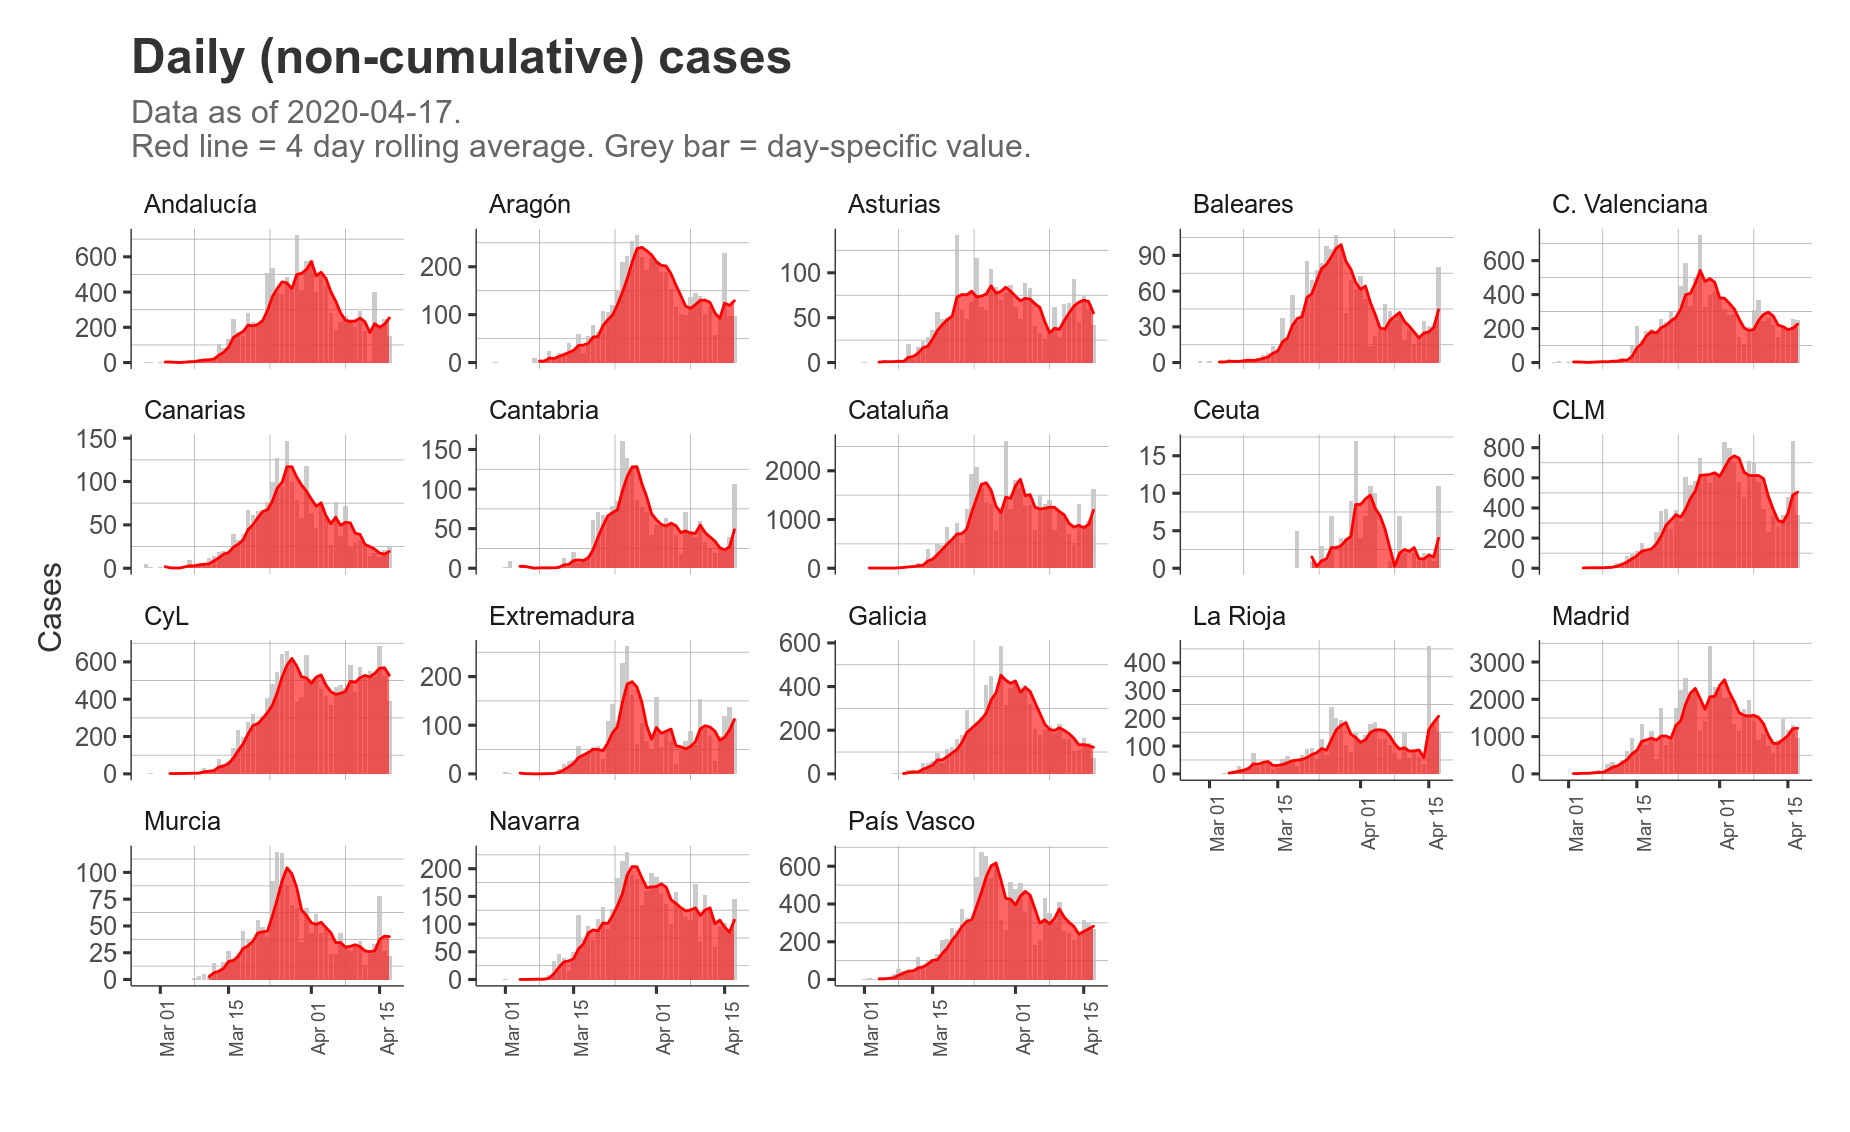 Daily (non-cumulative) cases
Data as of 2020-04-17.
Red line = 4 day rolling average. Grey bar = day-specific value.
Cases
Andalucía
600
400
200
0
Aragón
200
100
0
Asturias
100
50
0
Baleares
90
60
30
0
C. Valenciana
600
400
200
0
Canarias
150
100
50
0
Cantabria
150
100
50
0
Cataluña
2000
1000
0
Ceuta
15
10
5
0
CLM
800
600
400
200
0
CyL
600
400
200
0
Extremadura
200
100
0
Galicia
600
400
200
0
La Rioja
400
300
200
100
0
Mar 01
Mar 15
Apr 01
Apr 15
Madrid
3000
2000
1000
0
Mar 01
Mar 15
Apr 01
Apr 15
Murcia
100
75
50
25
0
Mar 01
Mar 15
Apr 01
Apr 15
Navarra
200
150
100
50
0
Mar 01
Mar 15
Apr 01
Apr 15
País Vasco
600
400
200
0
Mar 01
Mar 15
Apr 01
Apr 15